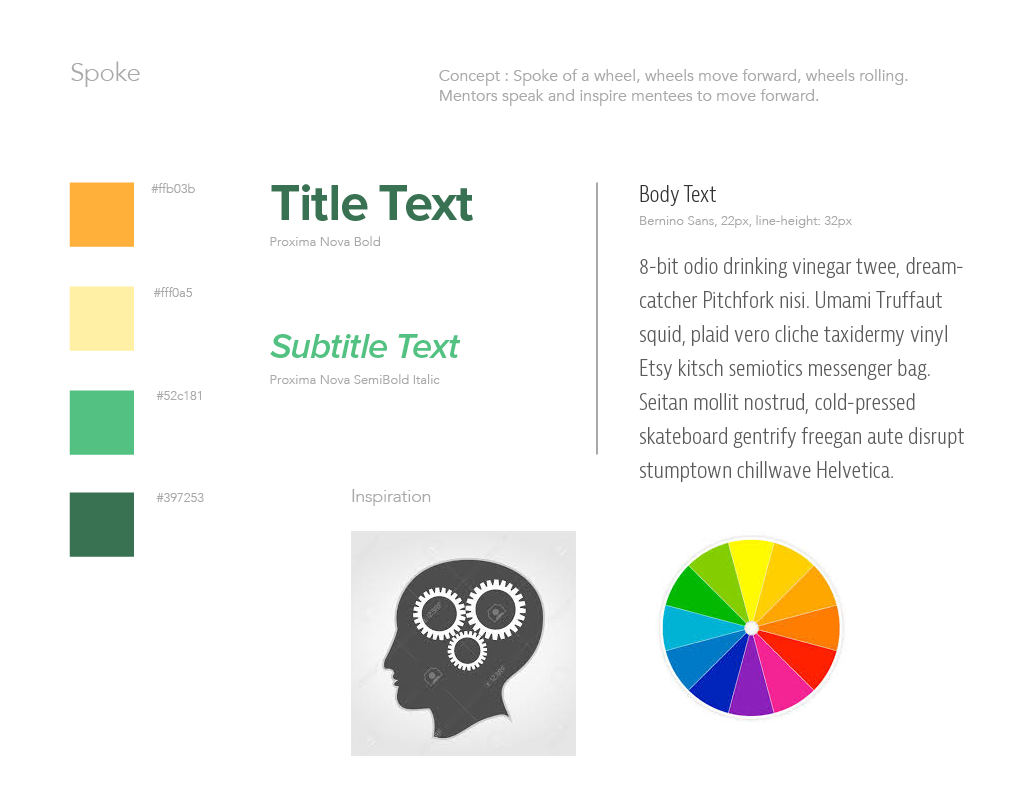 Spoke
Concept : Spoke of a wheel, wheels move forward, wheels rolling.
Mentors speak and inspire mentees to move forward.
#ffb03b
#fff0a5
#52c181
#397253
Title Text
Proxima Nova Bold
Subtitle Text
Proxima Nova SemiBold Italic
Body Text
Bernino Sans, 22px, line-height: 32px
8-bit odio drinking vinegar twee, dream-
catcher Pitchfork nisi. Umami Truffaut
squid, plaid vero cliche taxidermy vinyl
Etsy kitsch semiotics messenger bag.
Seitan mollit nostrud, cold-pressed
skateboard gentrify freegan aute disrupt
stumptown chillwave Helvetica.
Inspiration